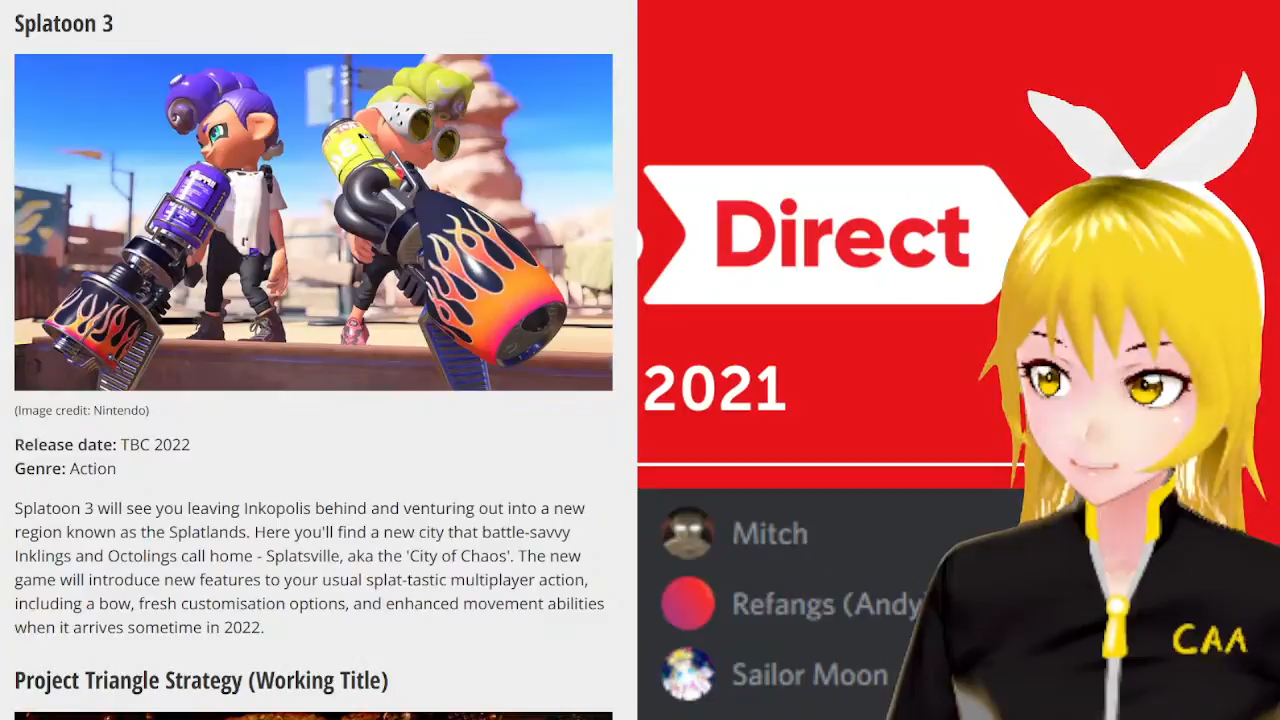 Splatoon 3
(Image credit: Nintendo)
Release date: TBC 2022
Genre: Action
Splatoon 3 will see you leaving Inkopolis behind and venturing out into a new
region known as the Splatlands. Here you'll find a new city that battle-savvy
Inklings and Octolings call home - Splatsville, aka the 'City of Chaos'. The new
game will introduce new features to your usual splat-tastic multiplayer action,
including a bow, fresh customisation options, and enhanced movement abilities
when it arrives sometime in 2022.
Project Triangle Strategy (Working Title)
Direct
2021
Mitch
Refangs (Andy
Sailor Moon
CAA